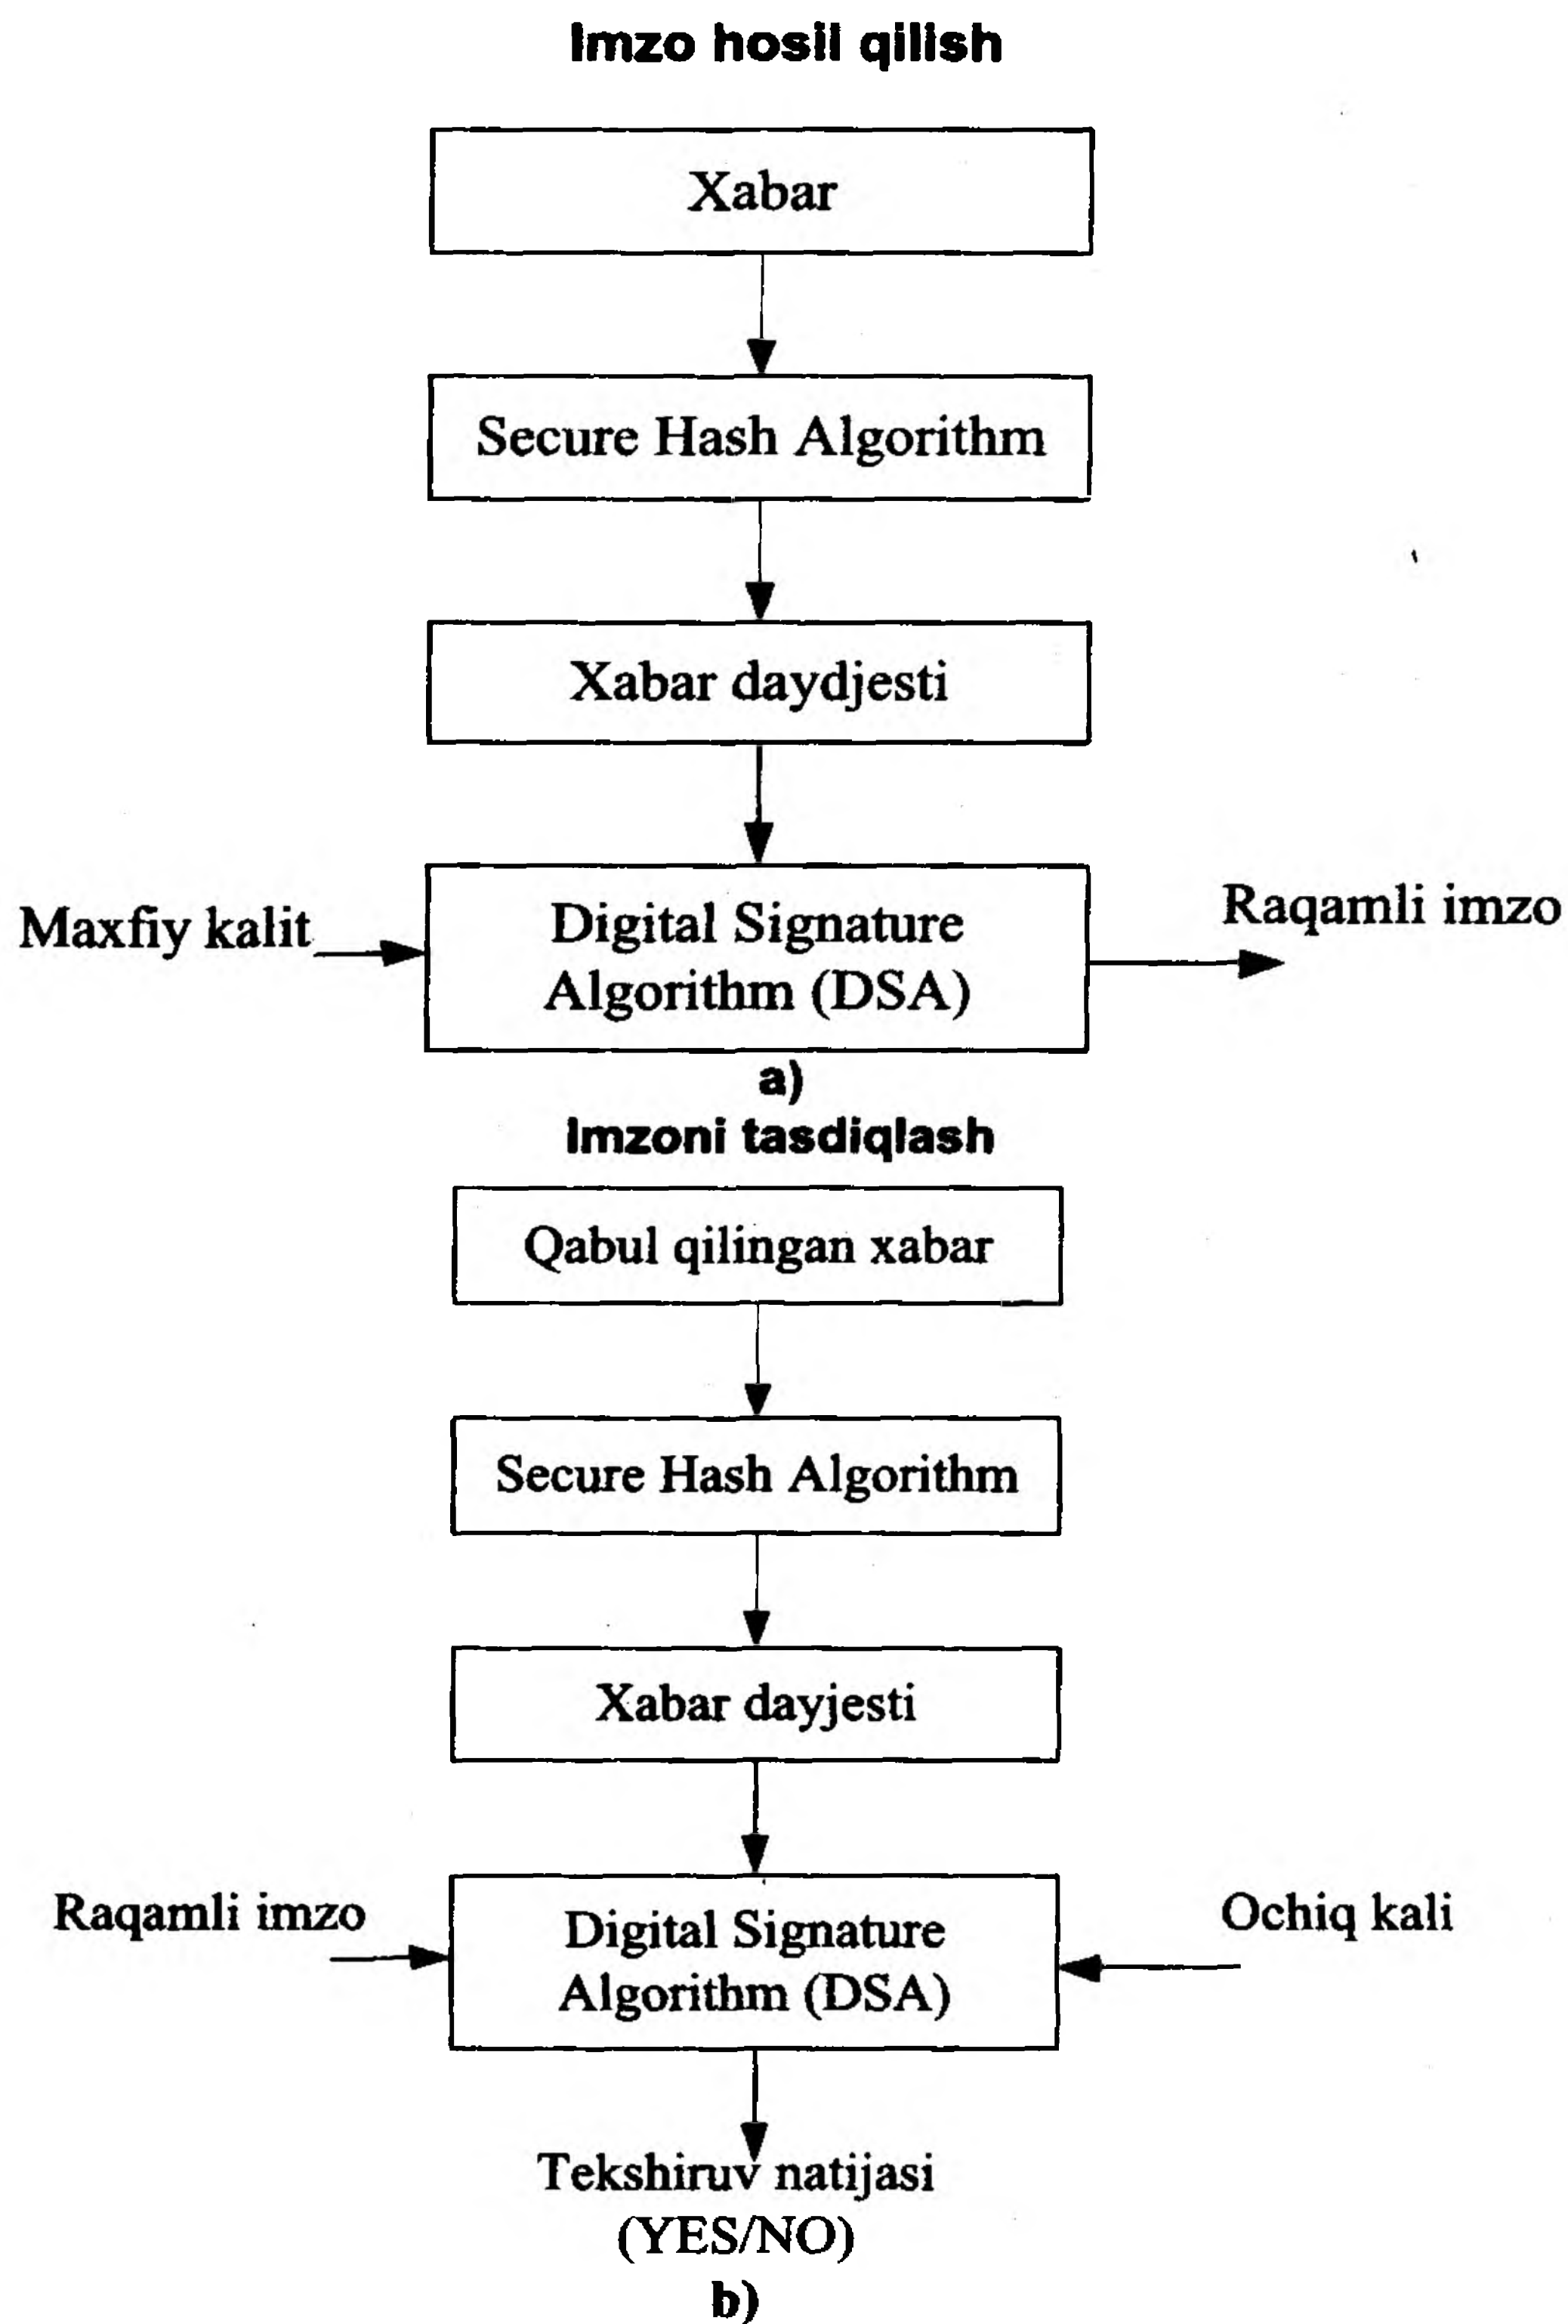 Imzo hosil qilish
Xabar
Secure Hash Algorithm
Xabar daydjesti
Maxfiy kalit
Digital Signature
Algorithm (DSA)
Raqamli imzo
a)
Imzoni tasdiqlash
Qabul qilingan xabar
Secure Hash Algorithm
Xabar dayjesti
Raqamli imzo
Digital Signature
Algorithm (DSA)
Ochiq kali
Tekshiruv natijasi
(YES/NO)
b)